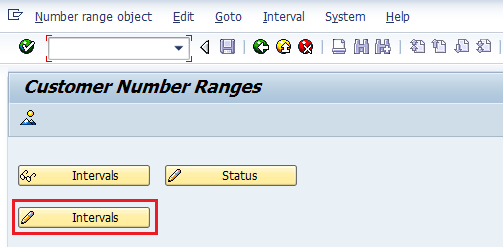 Number range object Edit Goto Interval System Help
Customer Number Ranges
Intervals Status
Intervals